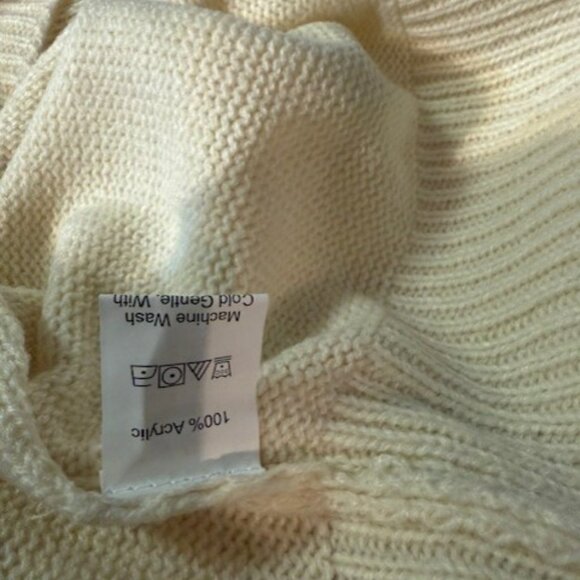 100% Acrylic
Machine Wash
Cold Gentle. With